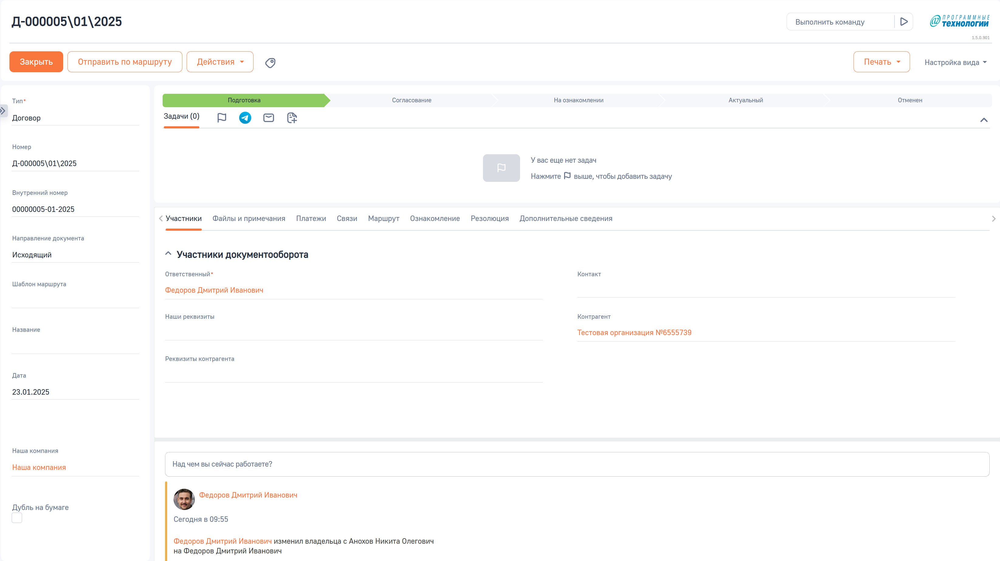 Д-000005\01\2025
Выполнить команду
ПРОГРАММНЫЕ
ТЕХНОЛОГИИ
1.5.0.901
Закрыть
Отправить по маршруту
Действия
Печать
Настройка вида
Тип*
Договор
Номер
Д-000005\01\2025
Внутренний номер
00000005-01-2025
Направление документа
Исходящий
Шаблон маршрута
Название
Дата
23.01.2025
Наша компания
Наша компания
Дубль на бумаге
Подготовка
Согласование
На ознакомлении
Актуальный
Отменен
Задачи (0)
У вас еще нет задач
Нажмите выше, чтобы добавить задачу
Участники
Файлы и примечания
Платежи
Связи
Маршрут
Ознакомление
Резолюция
Дополнительные сведения
Участники документооборота
Ответственный*
Федоров Дмитрий Иванович
Контакт
Наши реквизиты
Контрагент
Тестовая организация №6555739
Реквизиты контрагента
Над чем вы сейчас работаете?
Федоров Дмитрий Иванович
Сегодня в 09:55
Федоров Дмитрий Иванович изменил владельца с Анохов Никита Олегович
на Федоров Дмитрий Иванович